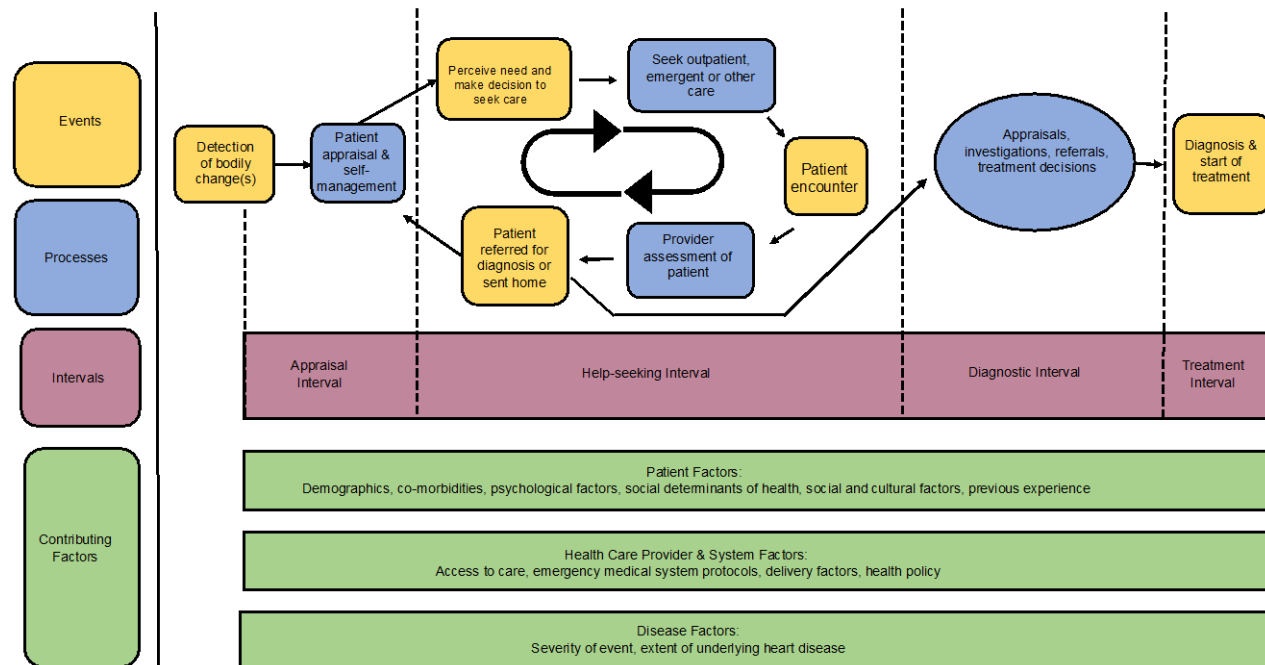 Events
Processes
Intervals
Contributing
Factors
Detection
of bodily
change(s)
Patient
appraisal &
self-
management
Perceive need and
make decision to
seek care
Seek outpatient,
emergent or other
care
Patient
encounter
Provider
assessment of
patient
Patient
referred for
diagnosis or
sent home
Appraisals,
investigations, referrals,
treatment decisions
Diagnosis &
start of
treatment
Appraisal
Interval
Help-seeking Interval
Diagnostic Interval
Treatment
Interval
Patient Factors:
Demographics, co-morbidities, psychological factors, social determinants of health, social and cultural factors, previous experience
Health Care Provider & System Factors:
Access to care, emergency medical system protocols, delivery factors, health policy
Disease Factors:
Severity of event, extent of underlying heart disease